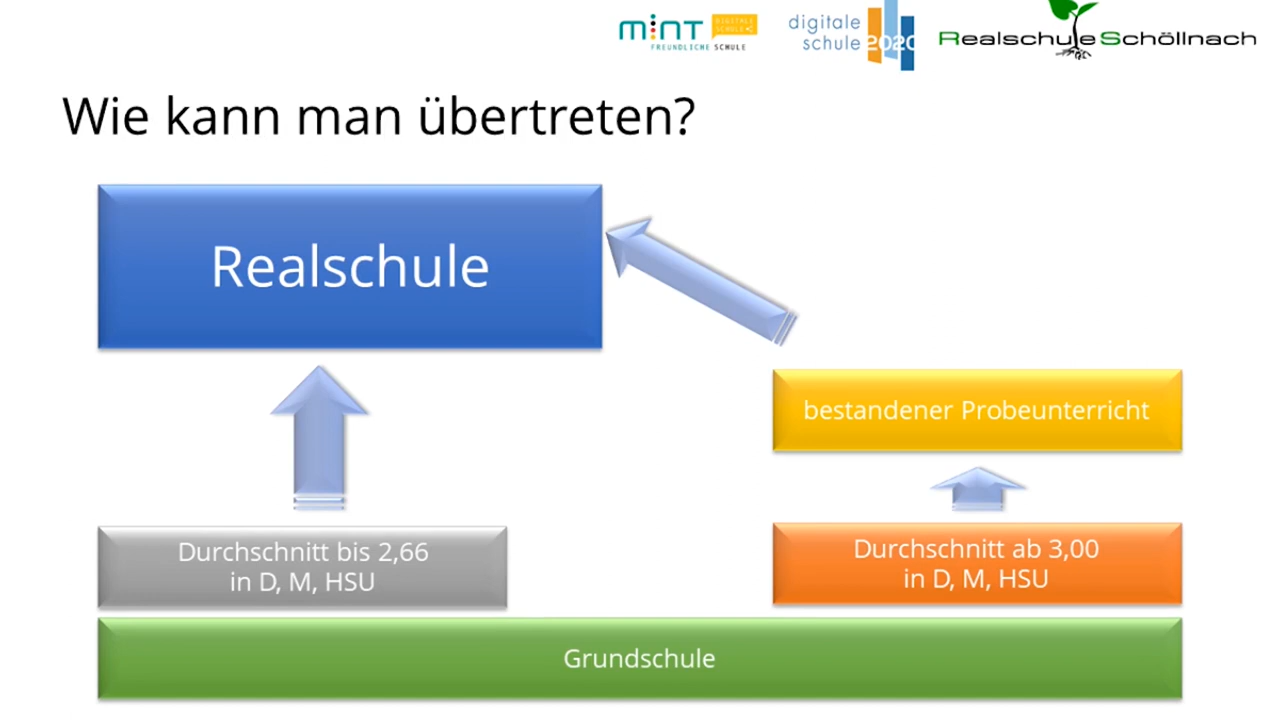 MINT
DIGITALE
SCHULE
FREUNDLICHE SCHULE
digitale
schule 2020
RealschuleSchöllnach
Wie kann man übertreten?
Realschule
bestandener Probeunterricht
Durchschnitt bis 2,66
in D, M, HSU
Durchschnitt ab 3,00
in D, M, HSU
Grundschule